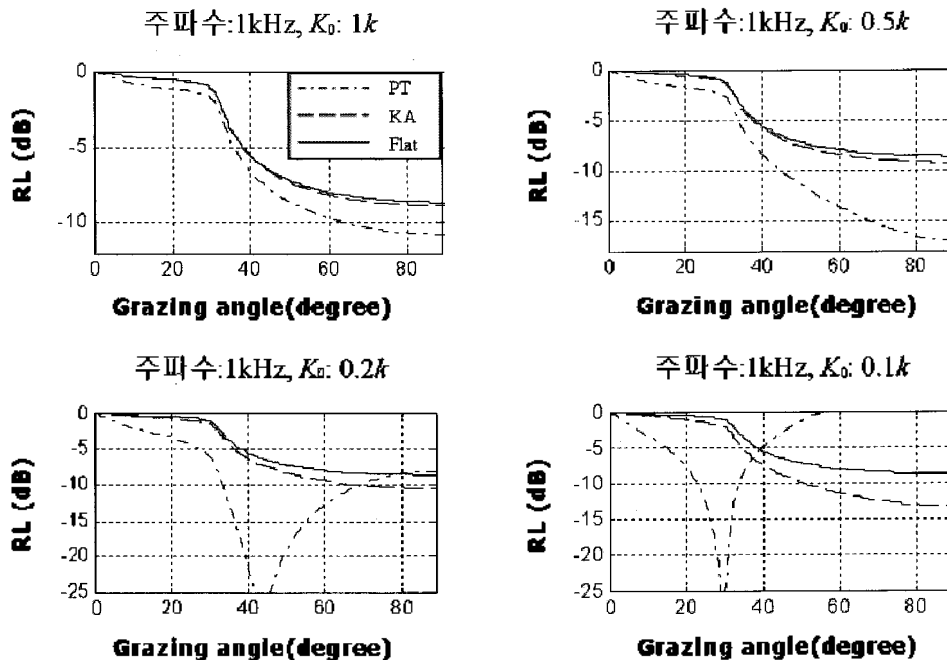 주파수:1kHz, K₀: 1k
0
-5
-10
RL (dB)
PT
KA
Flat
0 20 40 60 80
Grazing angle(degree)
주파수:1kHz, K₀: 0.5k
0
-5
-10
-15
RL (dB)
0 20 40 60 80
Grazing angle(degree)
주파수:1kHz, K₀: 0.2k
0
-5
-10
-15
-20
-25
RL (dB)
0 20 40 60 80
Grazing angle(degree)
주파수:1kHz, K₀: 0.1k
0
-5
-10
-15
-20
-25
RL (dB)
0 20 40 60 80
Grazing angle(degree)